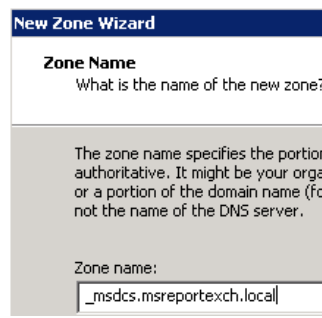 New Zone Wizard
Zone Name
What is the name of the new zone?
The zone name specifies the portion
authoritative. It might be your orga
or a portion of the domain name (fo
not the name of the DNS server.
Zone name:
_msdcs.msreportexch.local